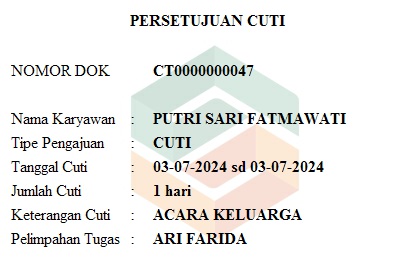 PERSETUJUAN CUTI
NOMOR DOK CT0000000047
Nama Karyawan : PUTRI SARI FATMAWATI
Tipe Pengajuan : CUTI
Tanggal Cuti : 03-07-2024 sd 03-07-2024
Jumlah Cuti : 1 hari
Keterangan Cuti : ACARA KELUARGA
Pelimpahan Tugas : ARI FARIDA